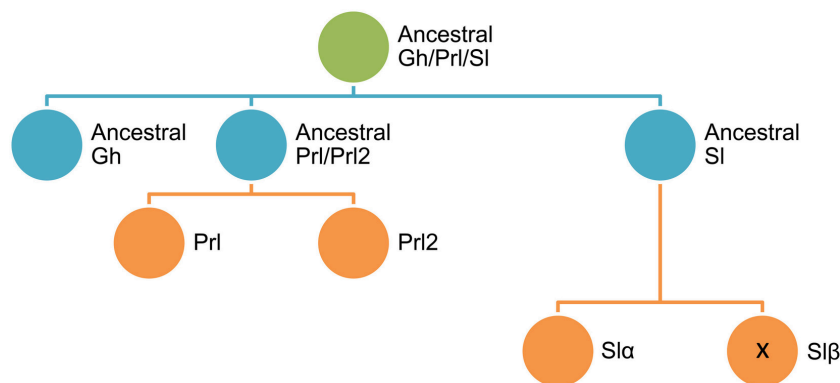 Ancestral
Gh/Prl/Sl
Ancestral
Gh
Ancestral
Prl/Prl2
Ancestral
Sl
Prl
Prl2
Slα
X
Slβ